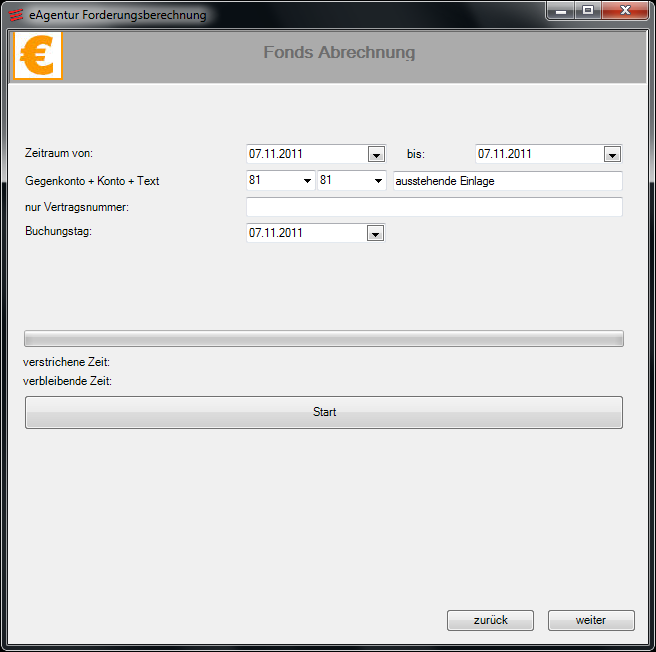 eAgentur Forderungsberechnung
€ Fonds Abrechnung
Zeitraum von: 07.11.2011 bis: 07.11.2011
Gegenkonto + Konto + Text 81 81 ausstehende Einlage
nur Vertragsnummer:
Buchungstag: 07.11.2011
verstrichene Zeit:
verbleibende Zeit:
Start
zurück weiter